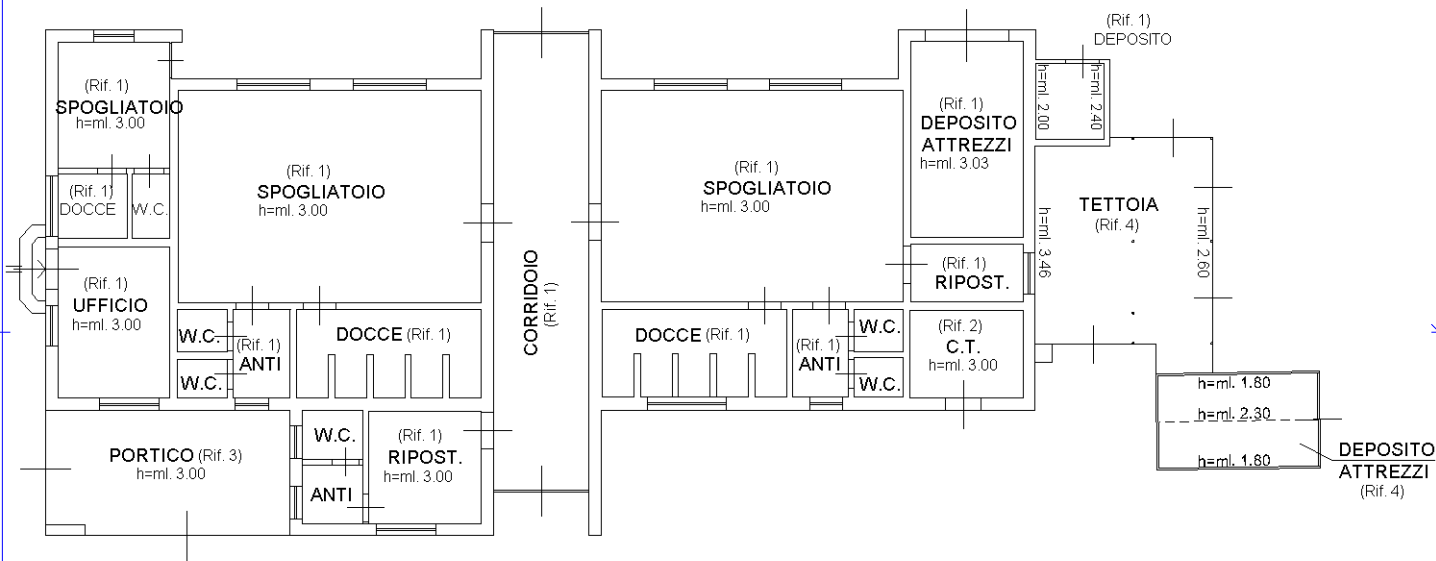 (Rif. 1)
SPOGLIATOIO
h=ml. 3.00
(Rif. 1)
DOCCE
W.C.
(Rif. 1)
UFFICIO
h=ml. 3.00
(Rif. 1)
SPOGLIATOIO
h=ml. 3.00
W.C.
W.C.
(Rif. 1)
ANTI
DOCCE (Rif. 1)
PORTICO (Rif. 3)
h=ml. 3.00
W.C.
ANTI
(Rif. 1)
RIPOST.
h=ml. 3.00
CORRIDOIO
(Rif. 1)
(Rif. 1)
SPOGLIATOIO
h=ml. 3.00
DOCCE (Rif. 1)
(Rif. 1)
ANTI
W.C.
W.C.
(Rif. 1)
DEPOSITO
ATTREZZI
h=ml. 3.03
(Rif. 1)
RIPOST.
(Rif. 2)
C.T.
h=ml. 3.00
(Rif. 1)
DEPOSITO
h=ml. 2.00
h=ml. 2.40
TETTOIA
(Rif. 4)
h=ml. 3.46
h=ml. 2.60
h=ml. 1.80
h=ml. 2.30
h=ml. 1.80
DEPOSITO
ATTREZZI
(Rif. 4)